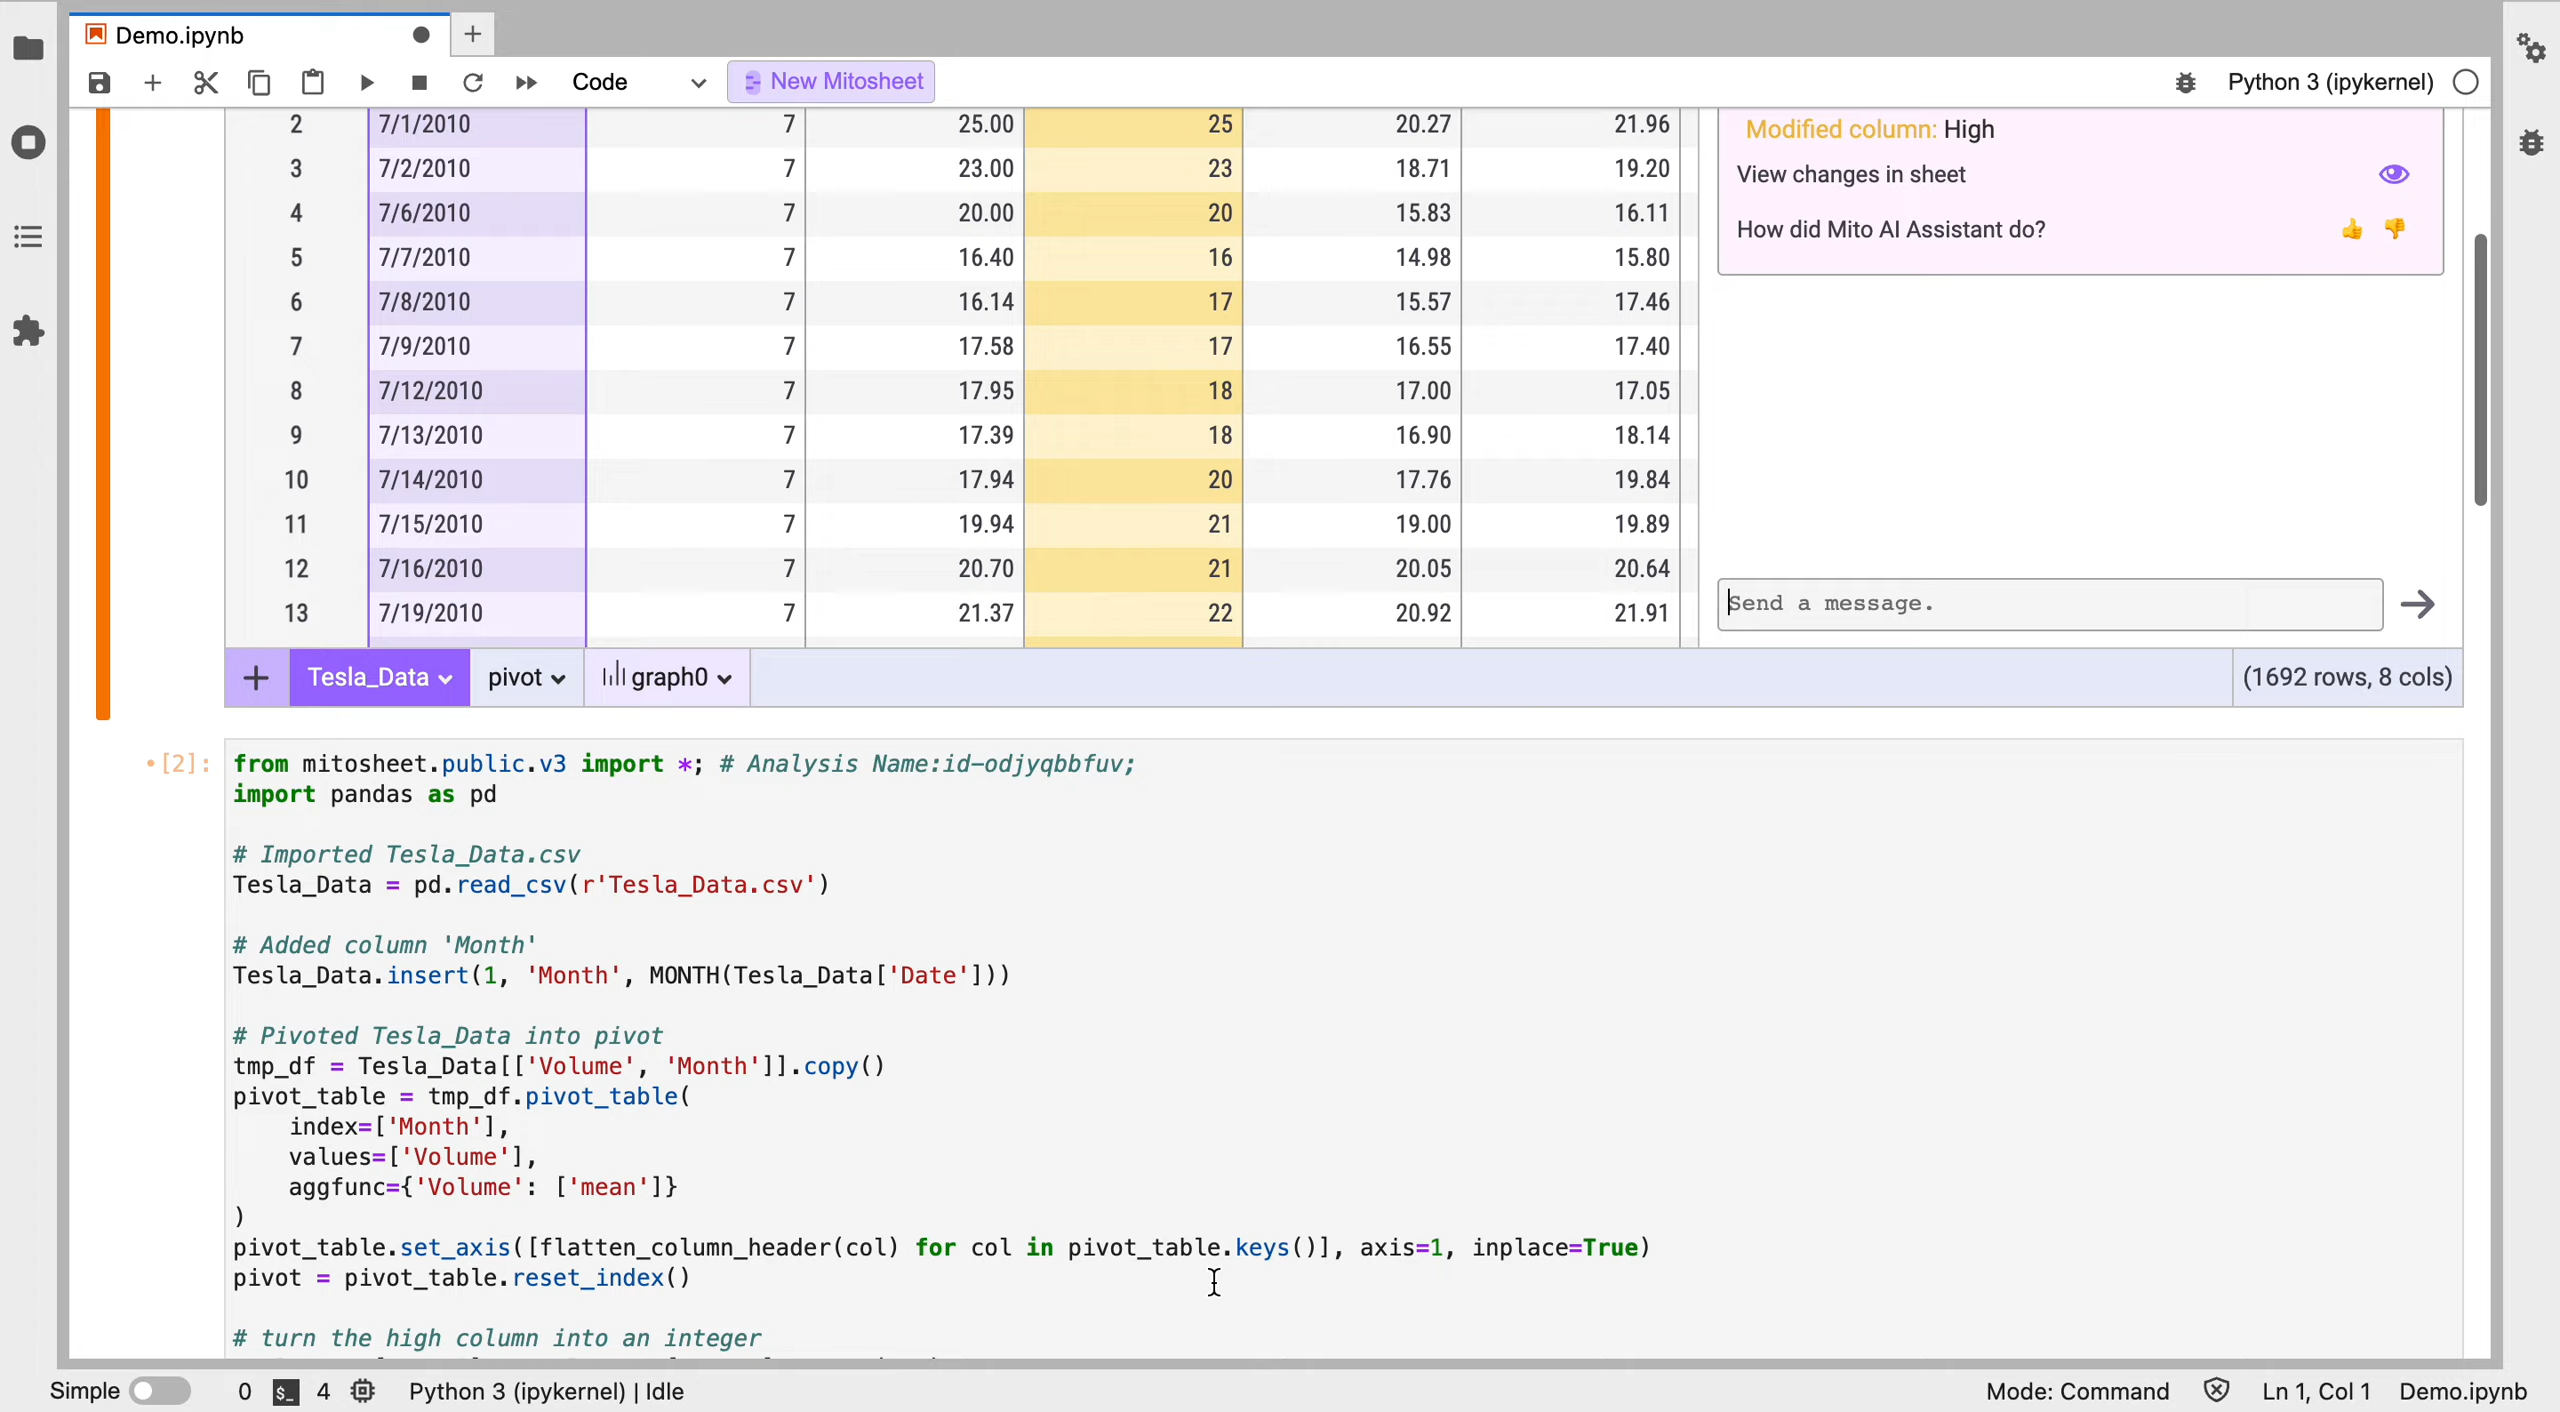 Demo.ipynb
Code
New Mitosheet
Python 3 (ipykernel)
2 7/1/2010 7 25.00 25 20.27 21.96
3 7/2/2010 7 23.00 23 18.71 19.20
4 7/6/2010 7 20.00 20 15.83 16.11
5 7/7/2010 7 16.40 16 14.98 15.80
6 7/8/2010 7 16.14 17 15.57 17.46
7 7/9/2010 7 17.58 17 16.55 17.40
8 7/12/2010 7 17.95 18 17.00 17.05
9 7/13/2010 7 17.39 18 16.90 18.14
10 7/14/2010 7 17.94 20 17.76 19.84
11 7/15/2010 7 19.94 21 19.00 19.89
12 7/16/2010 7 20.70 21 20.05 20.64
13 7/19/2010 7 21.37 22 20.92 21.91
Modified column: High
View changes in sheet
How did Mito AI Assistant do?
Send a message.
+ Tesla_Data pivot graph0 (1692 rows, 8 cols)
[2]:
from mitosheet.public.v3 import *; # Analysis Name:id-odjyqbbfuv;
import pandas as pd
# Imported Tesla_Data.csv
Tesla_Data = pd.read_csv(r'Tesla_Data.csv')
# Added column 'Month'
Tesla_Data.insert(1, 'Month', MONTH(Tesla_Data['Date']))
# Pivoted Tesla_Data into pivot
tmp_df = Tesla_Data[['Volume', 'Month']].copy()
pivot_table = tmp_df.pivot_table(
    index=['Month'],
    values=['Volume'],
    aggfunc={'Volume': ['mean']}
)
pivot_table.set_axis([flatten_column_header(col) for col in pivot_table.keys()], axis=1, inplace=True)
pivot = pivot_table.reset_index()
# turn the high column into an integer
Simple 0 $_ 4 Python 3 (ipykernel) | Idle Mode: Command Ln 1, Col 1 Demo.ipynb